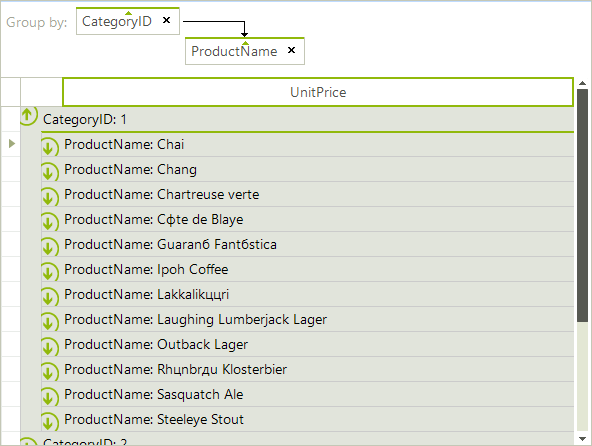 Group by: CategoryID ×
ProductName ×
UnitPrice
CategoryID: 1
ProductName: Chai
ProductName: Chang
ProductName: Chartreuse verte
ProductName: Cфte de Blaye
ProductName: Guaranб Fantбstica
ProductName: Ipoh Coffee
ProductName: Lakkalikццri
ProductName: Laughing Lumberjack Lager
ProductName: Outback Lager
ProductName: Rhцnbrдu Klosterbier
ProductName: Sasquatch Ale
ProductName: Steeleye Stout
CategoryID: 2